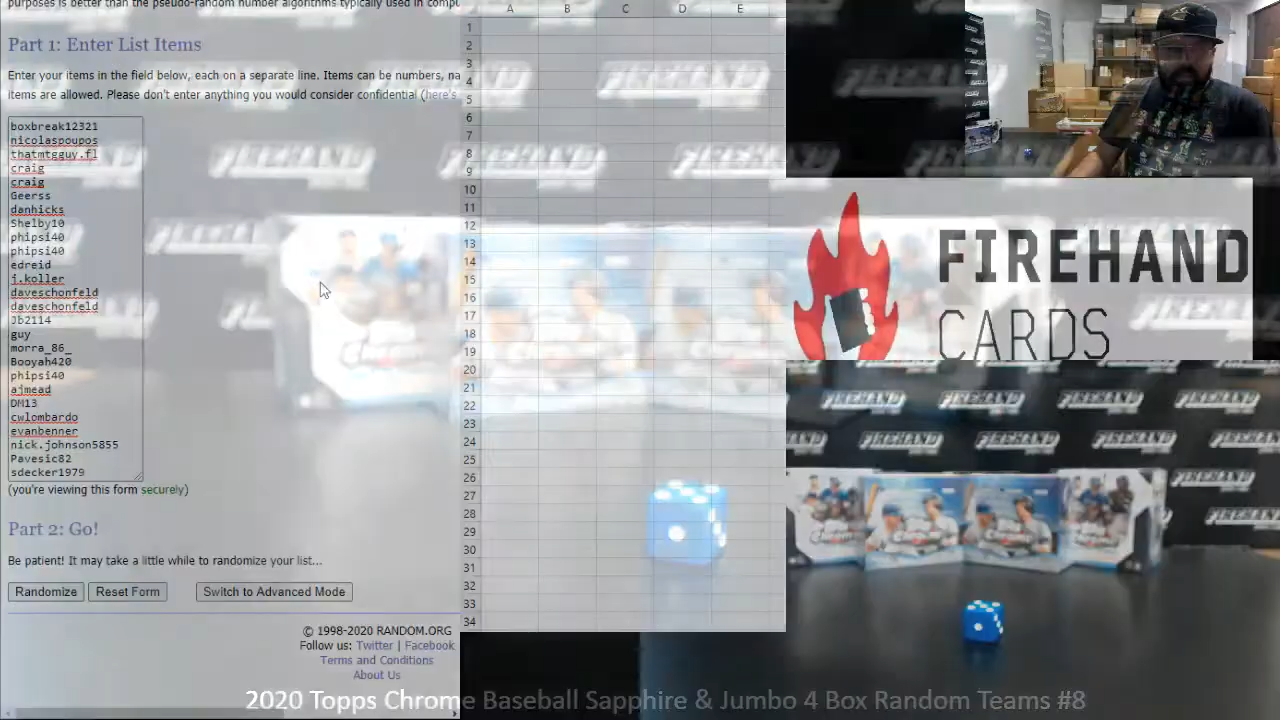 purposes is better than the pseudo-random number algorithms typically used in compu
Part 1: Enter List Items
Enter your items in the field below, each on a separate line. Items can be numbers, na
items are allowed. Please don't enter anything you would consider confidential (here's
boxbreak12321
nicolaspoupos
thatmtgguy.fl
craig
craig
Geerss
danhicks
Shelby10
phipsi40
phipsi40
edreid
j.koller
daveschonfeld
daveschonfeld
Jb2114
guy
morra_86_
Booyah420
phipsi40
ajmead
DM13
cwlombardo
evanbenner
nick.johnson5855
Pavesic82
sdecker1979
(you're viewing this form securely)
Part 2: Go!
Be patient! It may take a little while to randomize your list...
Randomize Reset Form Switch to Advanced Mode
© 1998-2020 RANDOM.ORG
Follow us: Twitter | Facebook
Terms and Conditions
About Us
A B C D E
1
2
3
4
5
6
7
8
9
10
11
12
13
14
15
16
17
18
19
20
21
22
23
24
25
26
27
28
29
30
31
32
33
34
FIREHAND
CARDS
FIREHAND FIREHAND FIREHAND FIREHAND
2020 Topps Chrome Baseball Sapphire & Jumbo 4 Box Random Teams #8